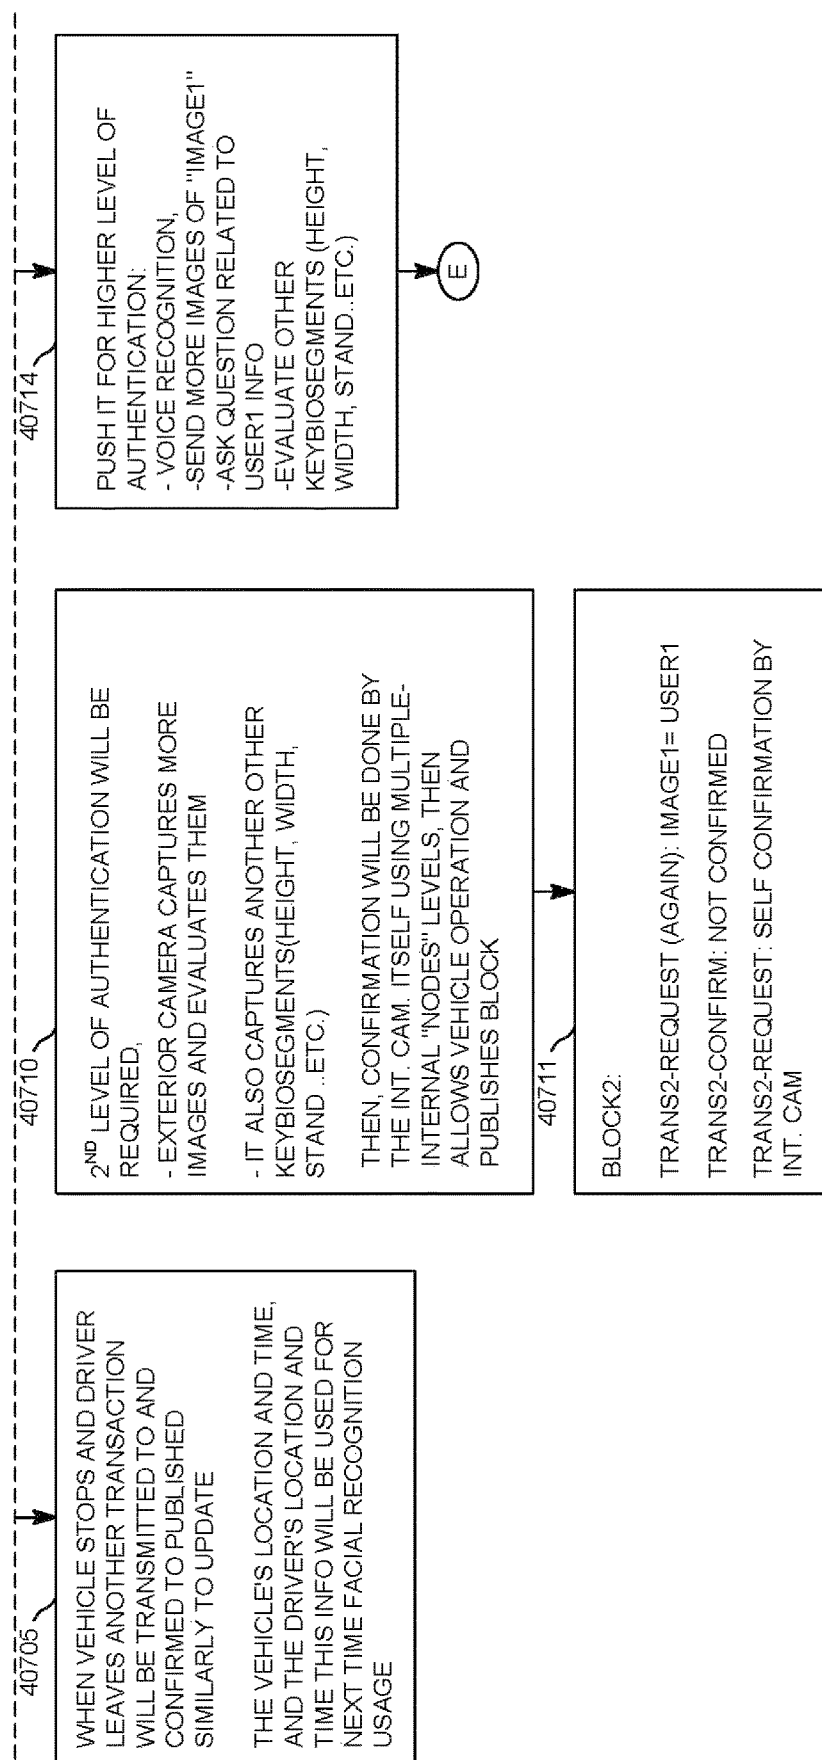 40705
WHEN VEHICLE STOPS AND DRIVER
LEAVES ANOTHER TRANSACTION
WILL BE TRANSMITTED TO AND
CONFIRMED TO PUBLISHED
SIMILARLY TO UPDATE
THE VEHICLE'S LOCATION AND TIME,
AND THE DRIVER'S LOCATION AND
TIME THIS INFO WILL BE USED FOR
NEXT TIME FACIAL RECOGNITION
USAGE
40710
2ND LEVEL OF AUTHENTICATION WILL BE
REQUIRED,
- EXTERIOR CAMERA CAPTURES MORE
IMAGES AND EVALUATES THEM
- IT ALSO CAPTURES ANOTHER OTHER
KEYBIOSEGMENTS(HEIGHT, WIDTH,
STAND ..ETC.)
THEN, CONFIRMATION WILL BE DONE BY
THE INT. CAM. ITSELF USING MULTIPLE-
INTERNAL "NODES" LEVELS, THEN
ALLOWS VEHICLE OPERATION AND
PUBLISHES BLOCK
40711
BLOCK2:
TRANS2-REQUEST (AGAIN): IMAGE1= USER1
TRANS2-CONFIRM: NOT CONFIRMED
TRANS2-REQUEST: SELF CONFIRMATION BY
INT. CAM
40714
PUSH IT FOR HIGHER LEVEL OF
AUTHENTICATION:
- VOICE RECOGNITION,
-SEND MORE IMAGES OF "IMAGE1"
-ASK QUESTION RELATED TO
USER1 INFO
-EVALUATE OTHER
KEYBIOSEGMENTS (HEIGHT,
WIDTH, STAND..ETC.)
E